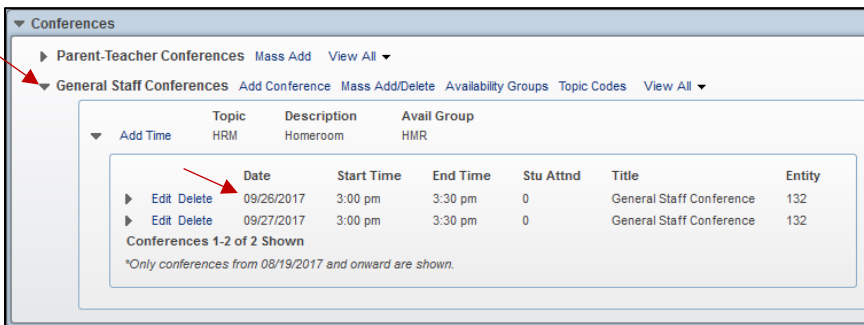 Conferences
Parent-Teacher Conferences Mass Add View All
General Staff Conferences Add Conference Mass Add/Delete Availability Groups Topic Codes View All
Topic Description Avail Group
Add Time HRM Homeroom HMR
Date Start Time End Time Stu Attnd Title Entity
Edit Delete 09/26/2017 3:00 pm 3:30 pm 0 General Staff Conference 132
Edit Delete 09/27/2017 3:00 pm 3:30 pm 0 General Staff Conference 132
Conferences 1-2 of 2 Shown
*Only conferences from 08/19/2017 and onward are shown.